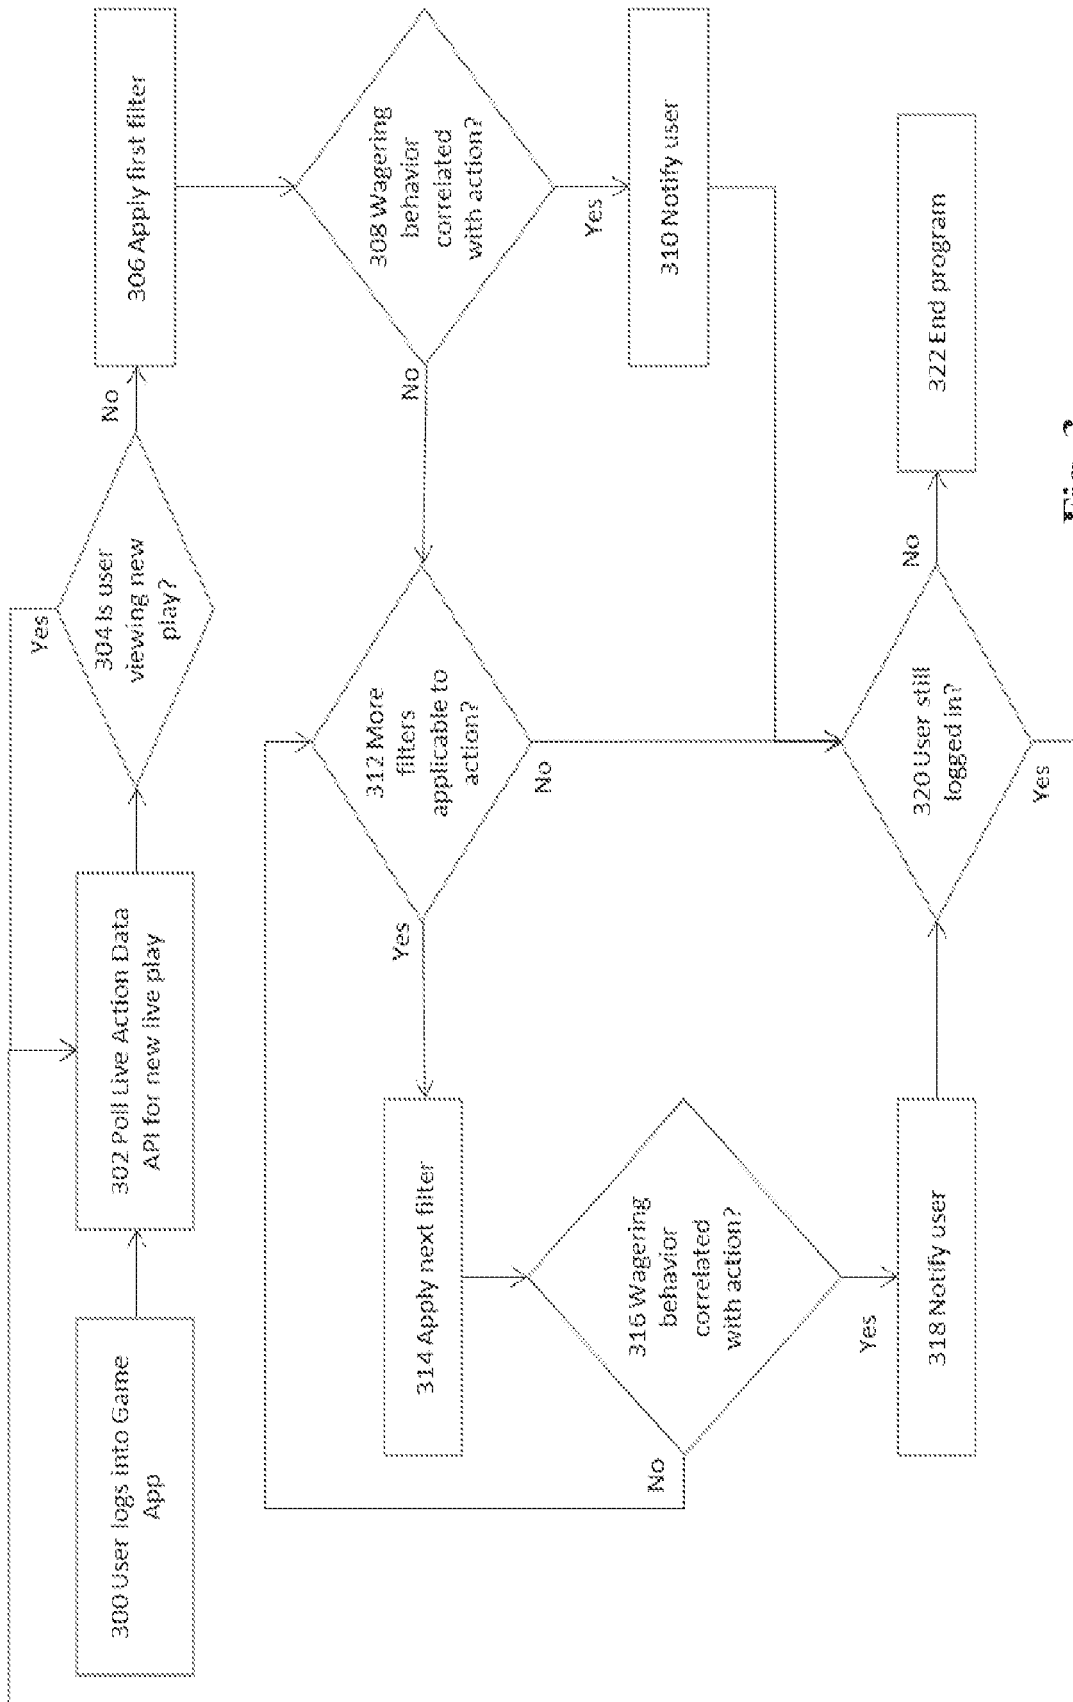 300 User logs into Game
App
302 Poll Live Action Data
API for new live play
304 Is user
viewing new
play?
Yes
No
306 Apply first filter
308 Wagering
behavior
correlated
with action?
No
Yes
310 Notify user
312 More
filters
applicable to
action?
Yes
No
314 Apply next filter
316 Wagering
behavior
correlated
with action?
No
Yes
318 Notify user
320 User still
logged in?
No
Yes
322 End program